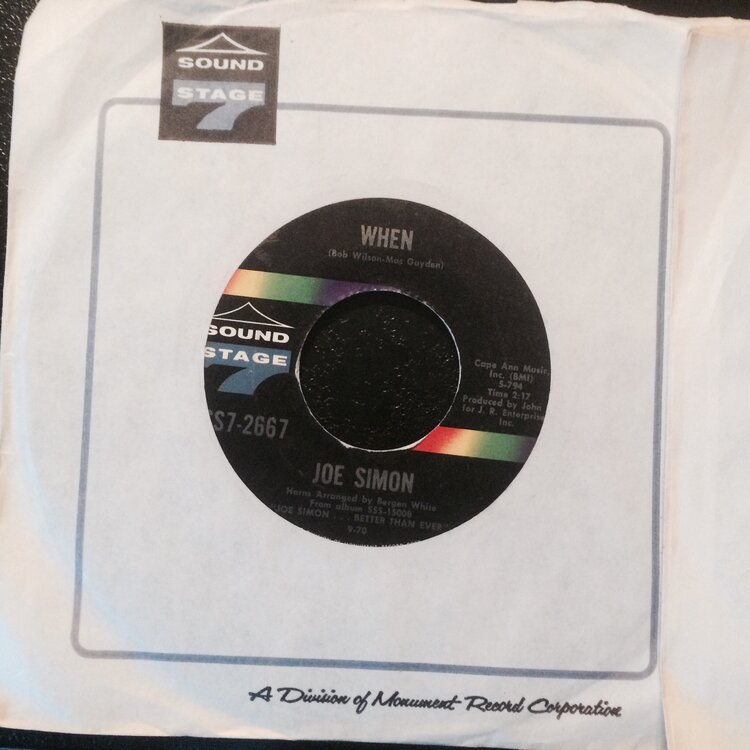 SOUND
STAGE
7
WHEN
(Bob Wilson-Mac Gayden)
SOUND
STAGE
7
Cape Ann Music,
Inc. (BMI)
S-794
Time 2:17
Produced by John
for J. R. Enterprise
Inc.
SS7-2667
JOE SIMON
Horns Arranged by Bergen White
From album SSS-15008
"JOE SIMON . . . BETTER THAN EVER"
9-70
A Division of Monument Record Corporation